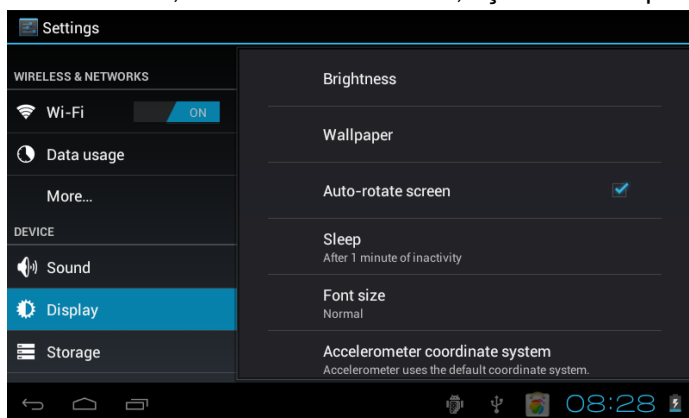 Settings
WIRELESS & NETWORKS
Wi-Fi ON
Data usage
More...
DEVICE
Sound
Display
Storage
Brightness
Wallpaper
Auto-rotate screen
Sleep
After 1 minute of inactivity
Font size
Normal
Accelerometer coordinate system
Accelerometer uses the default coordinate system.
08:28